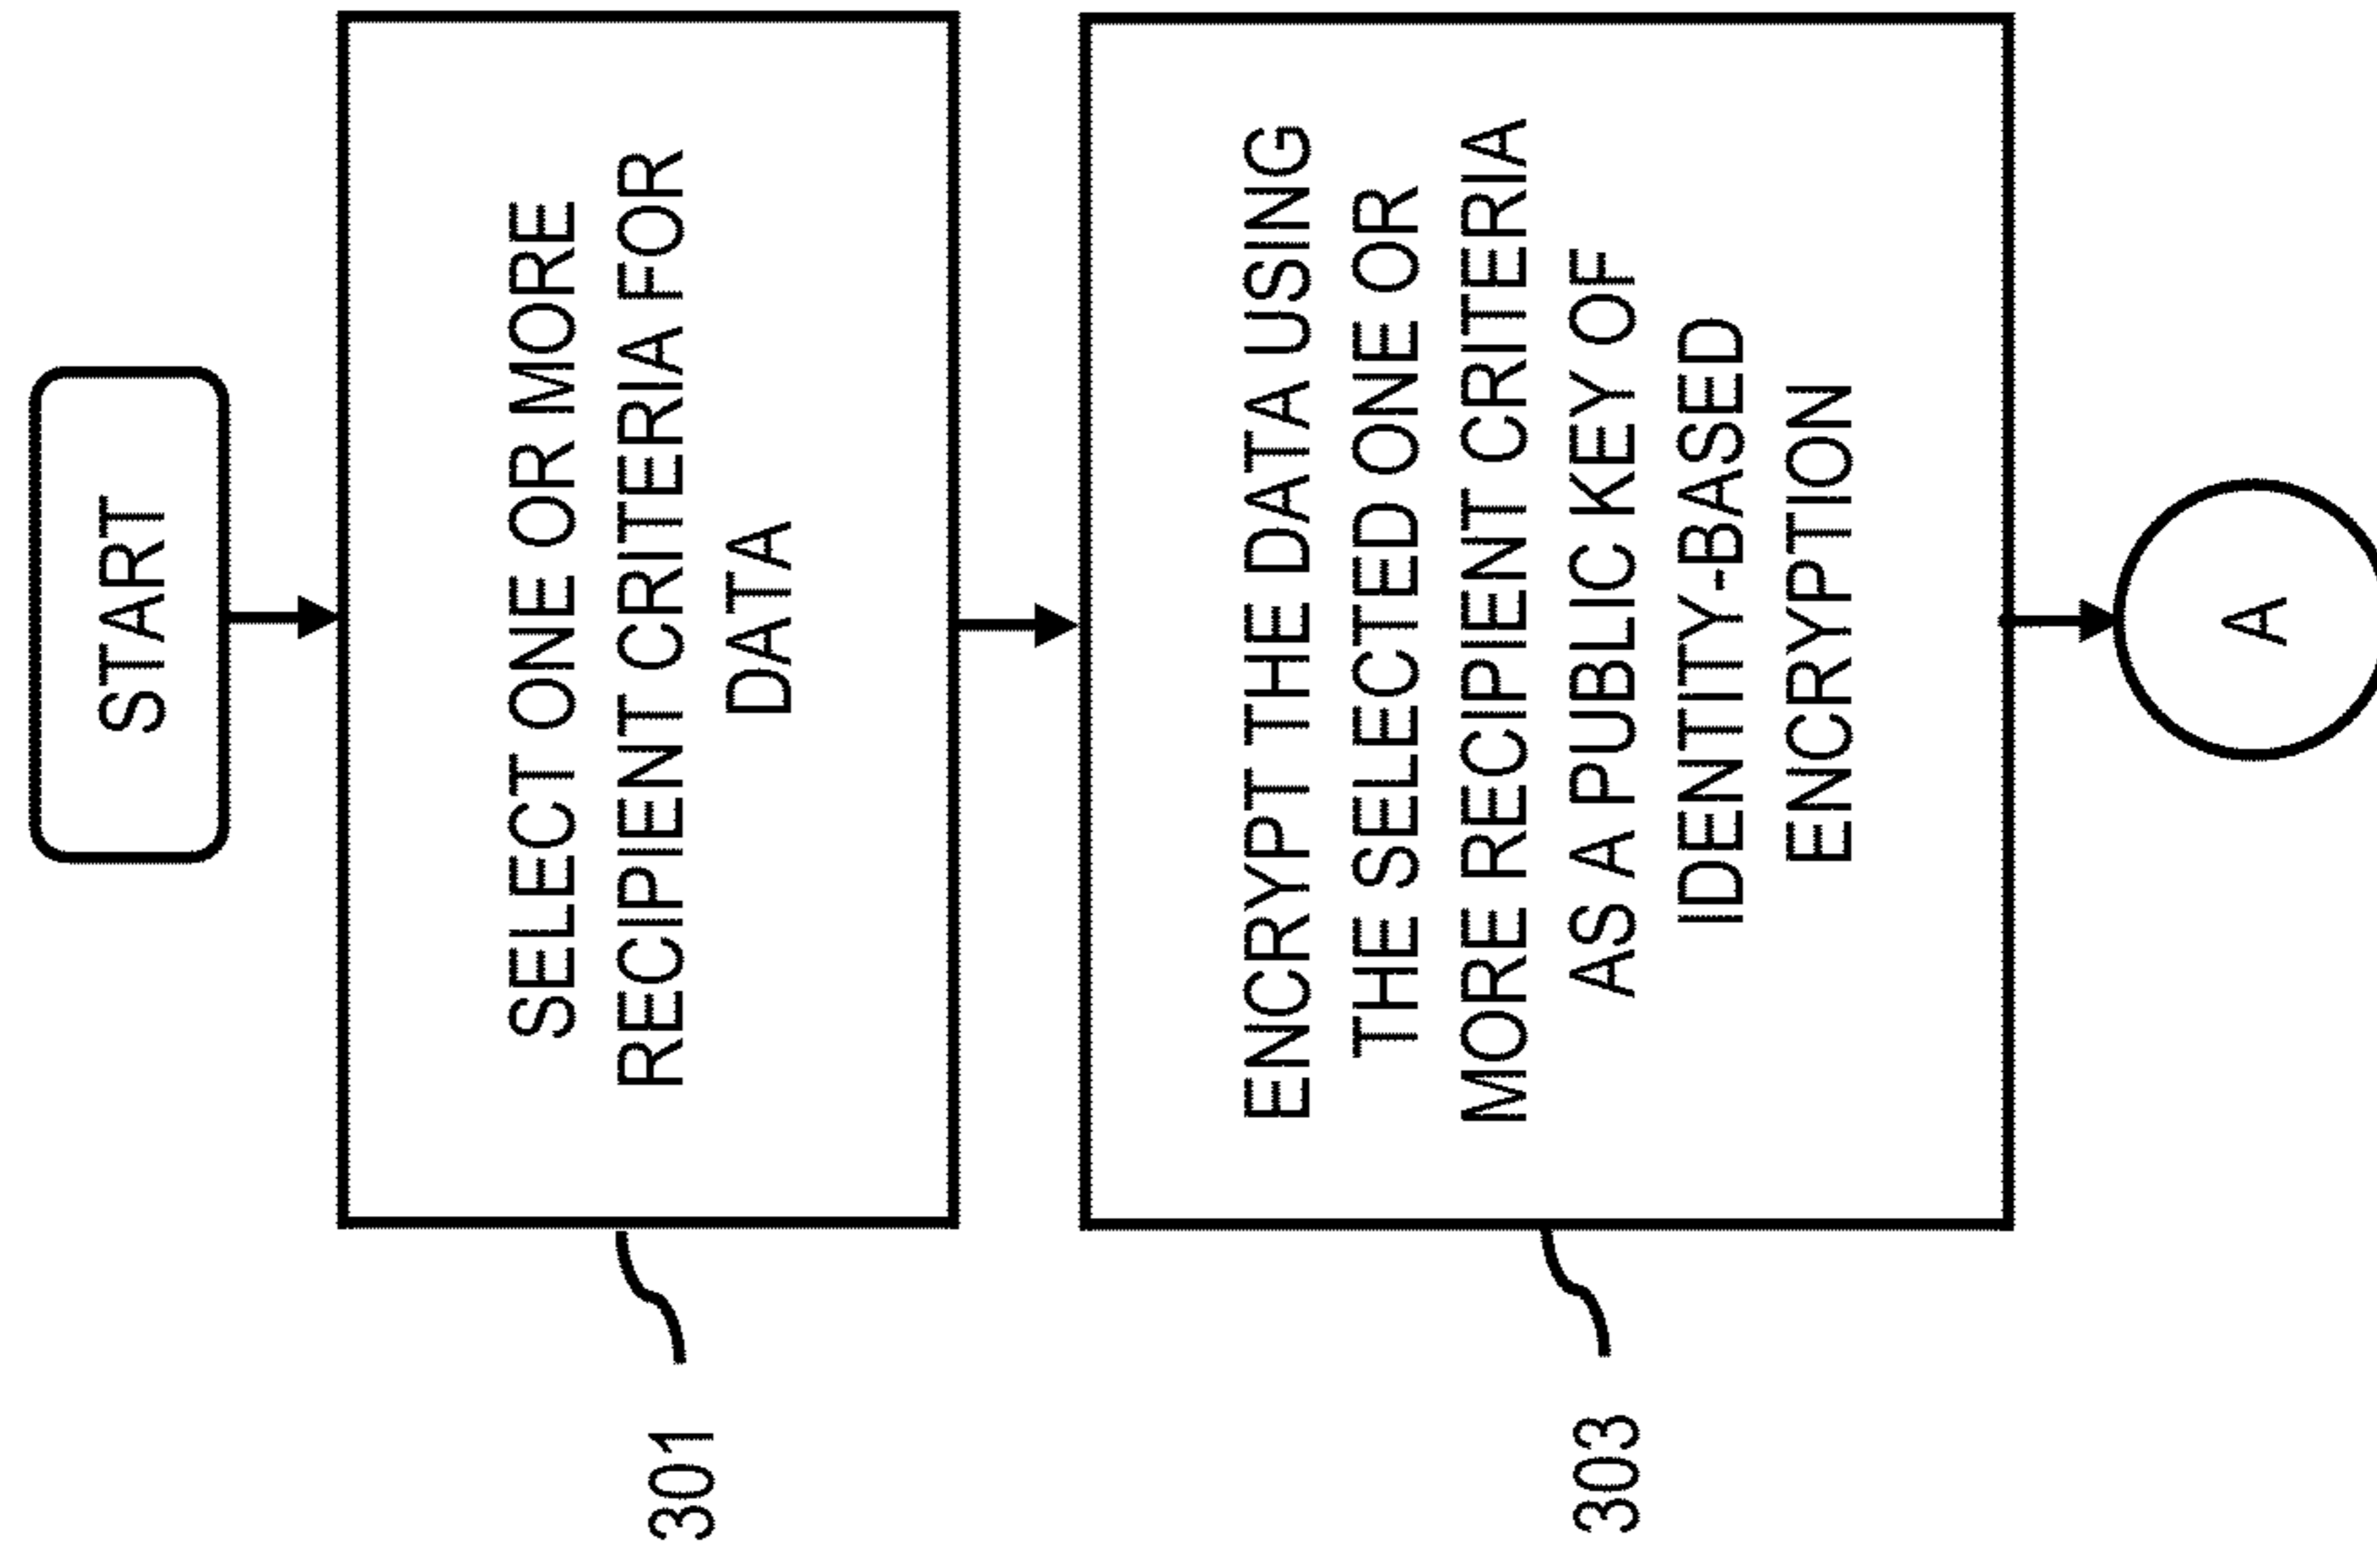 START
SELECT ONE OR MORE
RECIPIENT CRITERIA FOR
DATA
301
ENCRYPT THE DATA USING
THE SELECTED ONE OR
MORE RECIPIENT CRITERIA
AS A PUBLIC KEY OF
IDENTITY-BASED
ENCRYPTION
303
A